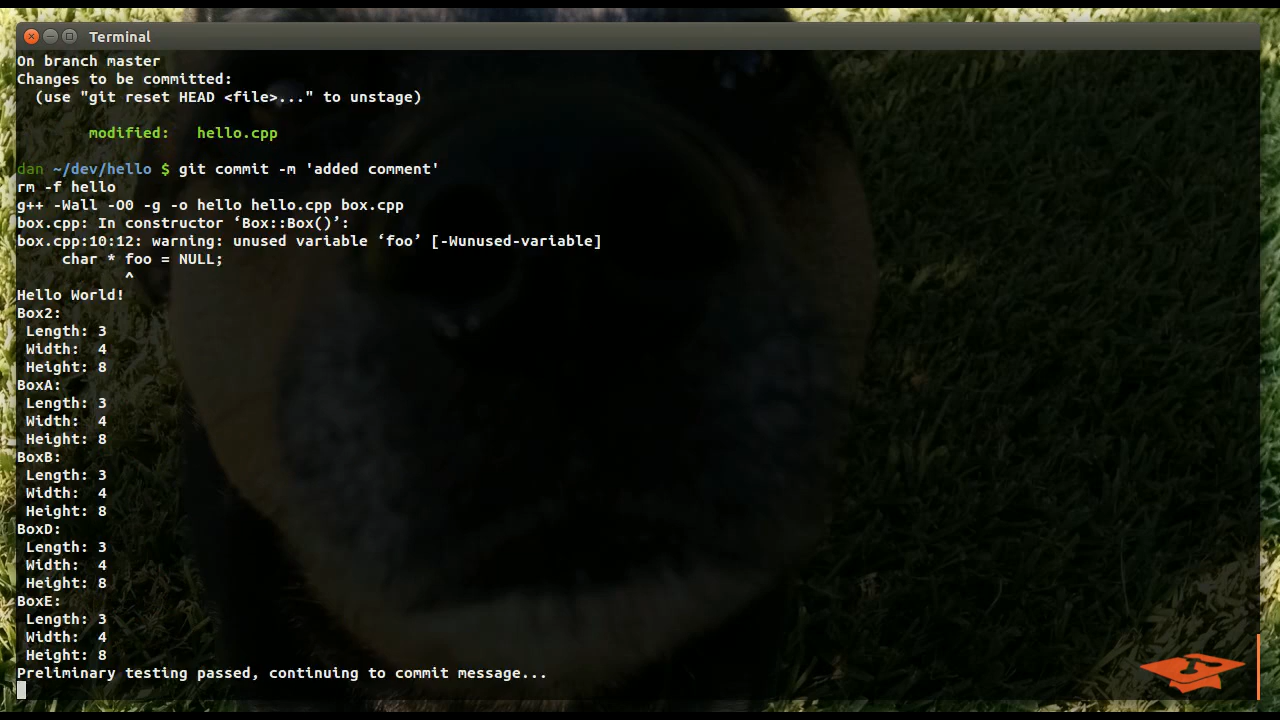 Terminal
On branch master
Changes to be committed:
  (use "git reset HEAD <file>..." to unstage)
        modified:   hello.cpp
dan ~/dev/hello $ git commit -m 'added comment'
rm -f hello
g++ -Wall -O0 -g -o hello hello.cpp box.cpp
box.cpp: In constructor ‘Box::Box()’:
box.cpp:10:12: warning: unused variable ‘foo’ [-Wunused-variable]
     char * foo = NULL;
            ^
Hello World!
Box2:
 Length: 3
 Width:  4
 Height: 8
BoxA:
 Length: 3
 Width:  4
 Height: 8
BoxB:
 Length: 3
 Width:  4
 Height: 8
BoxD:
 Length: 3
 Width:  4
 Height: 8
BoxE:
 Length: 3
 Width:  4
 Height: 8
Preliminary testing passed, continuing to commit message...